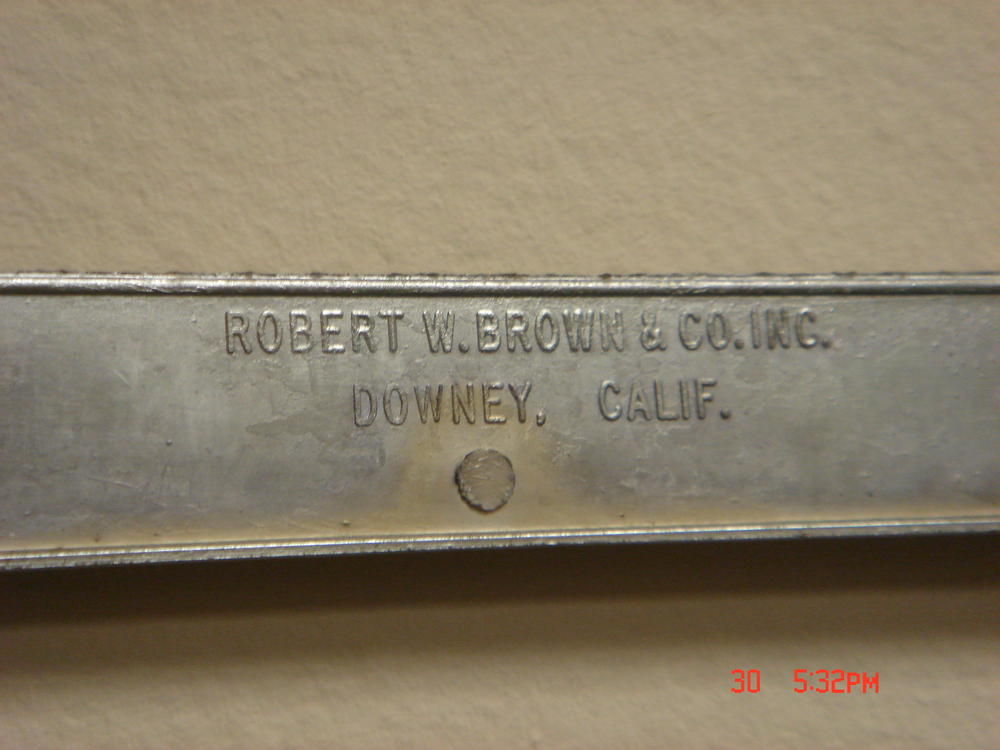 ROBERT W. BROWN & CO. INC.
DOWNEY, CALIF.
30 5:32PM